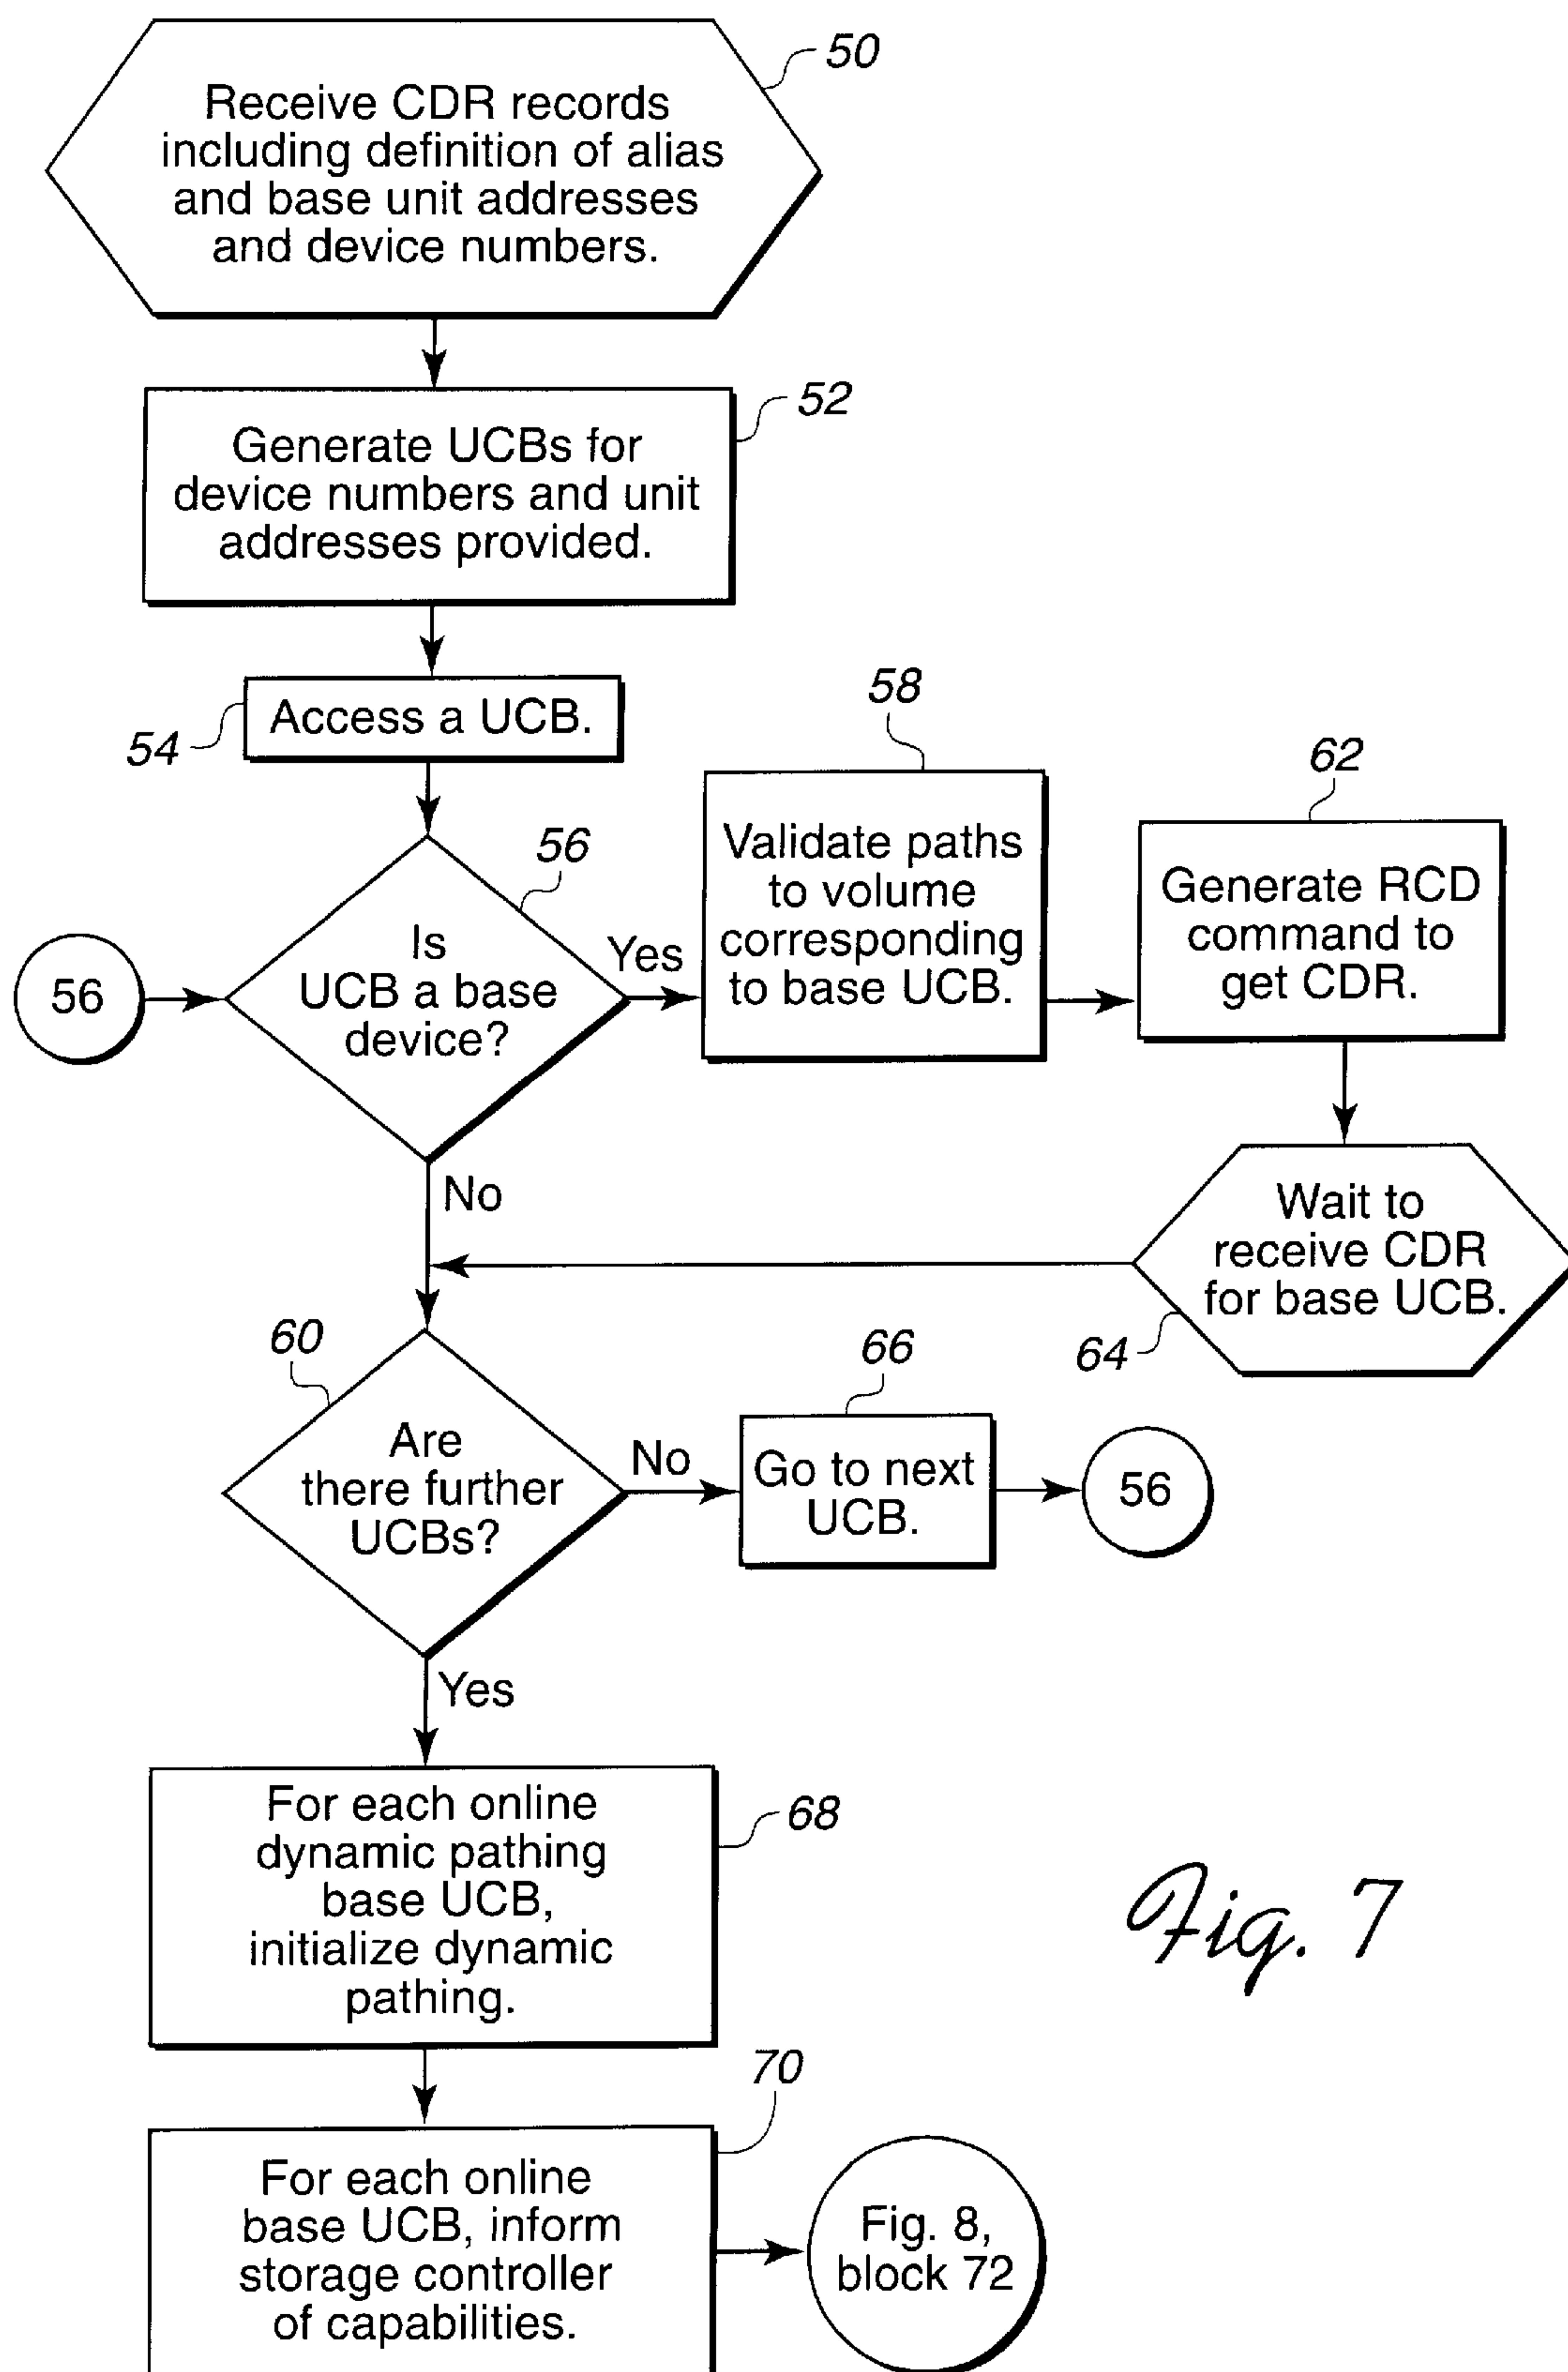 50
Receive CDR records
including definition of alias
and base unit addresses
and device numbers.
52
Generate UCBs for
device numbers and unit
addresses provided.
54
Access a UCB.
56
Is
UCB a base
device?
56
Yes
No
58
Validate paths
to volume
corresponding
to base UCB.
62
Generate RCD
command to
get CDR.
Wait to
receive CDR
for base UCB.
64
60
Are
there further
UCBs?
No
Yes
66
Go to next
UCB.
56
For each online
dynamic pathing
base UCB,
initialize dynamic
pathing.
68
70
For each online
base UCB, inform
storage controller
of capabilities.
Fig. 8,
block 72
Fig. 7